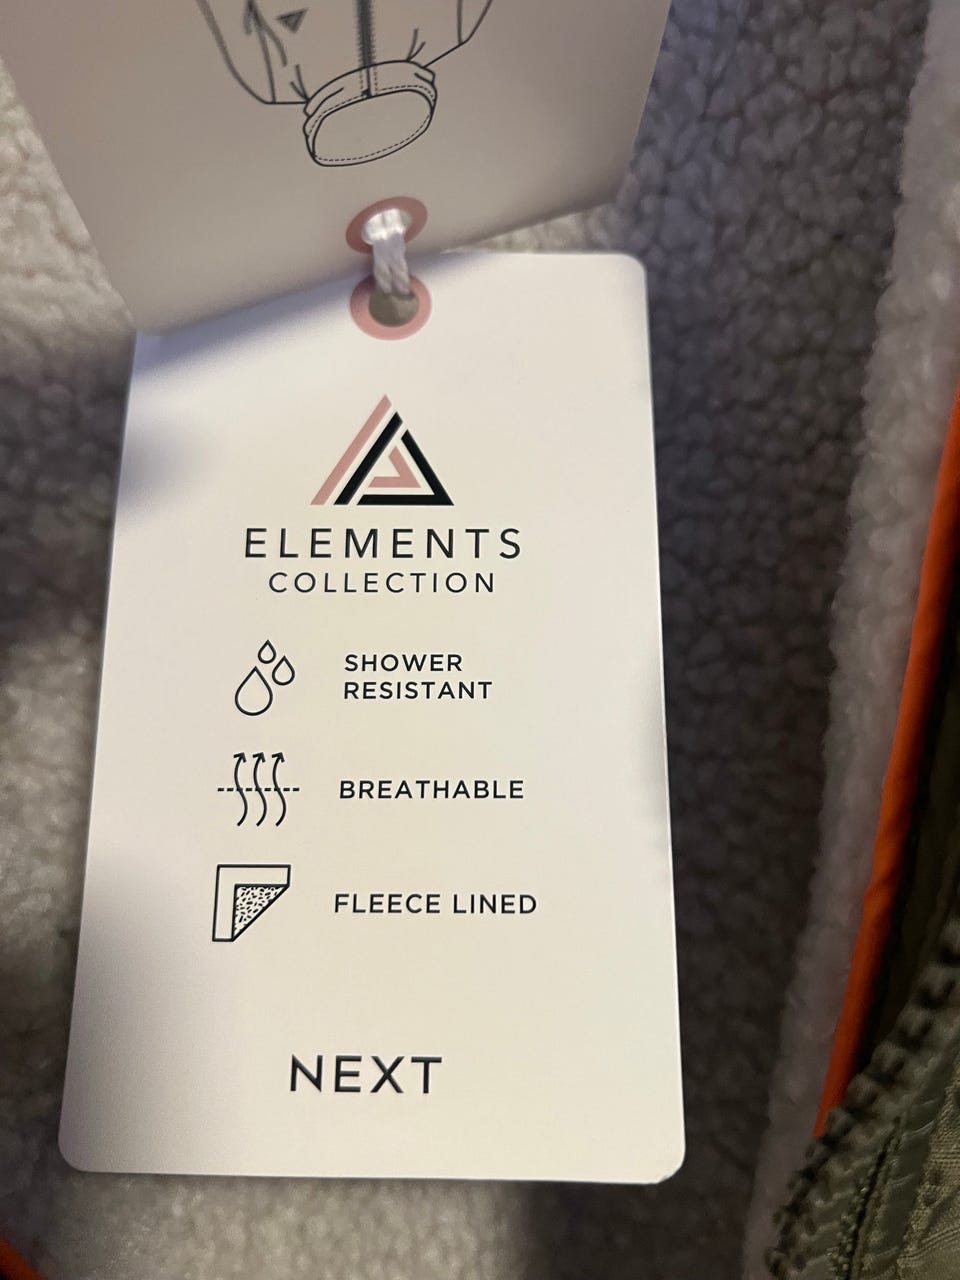 ELEMENTS
COLLECTION
SHOWER
RESISTANT
BREATHABLE
FLEECE LINED
NEXT